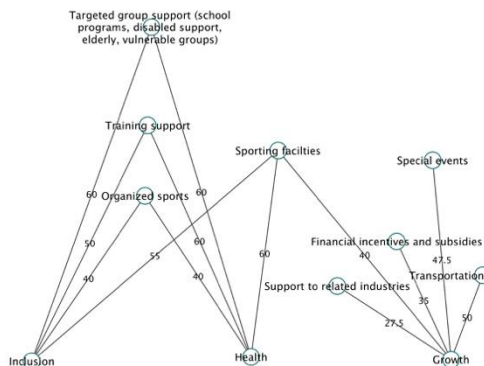 Targeted group support (school
programs, disabled support,
elderly, vulnerable groups)
Training support
Sporting facilties
Special events
60
60
Organized sports
50
60
55
60
40
Financial incentives and subsidies
47.5
40
40
Support to related industries
Transportation
35
27.5
50
Inclusion
Health
Growth